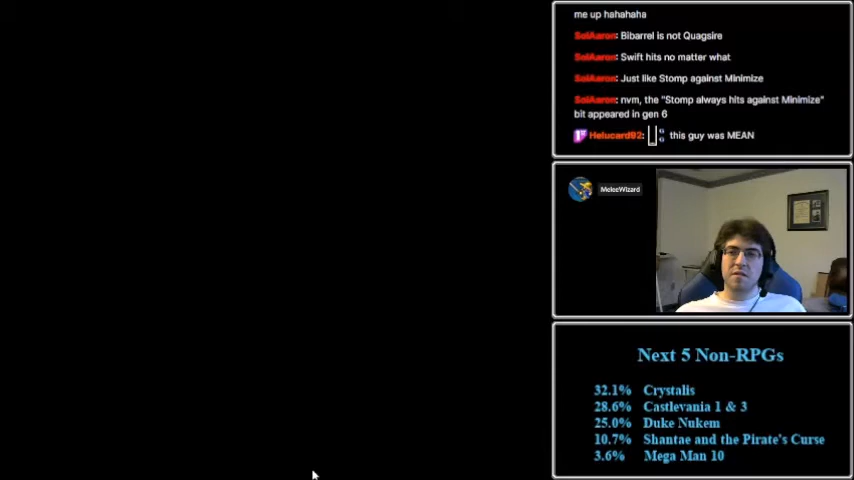 me up hahahaha
SolAaron: Bibarrel is not Quagsire
SolAaron: Swift hits no matter what
SolAaron: Just like Stomp against Minimize
SolAaron: nvm, the "Stomp always hits against Minimize"
bit appeared in gen 6
Helucard92: this guy was MEAN
MeleeWizard
Next 5 Non-RPGs
32.1% Crystalis
28.6% Castlevania 1 & 3
25.0% Duke Nukem
10.7% Shantae and the Pirate's Curse
3.6% Mega Man 10